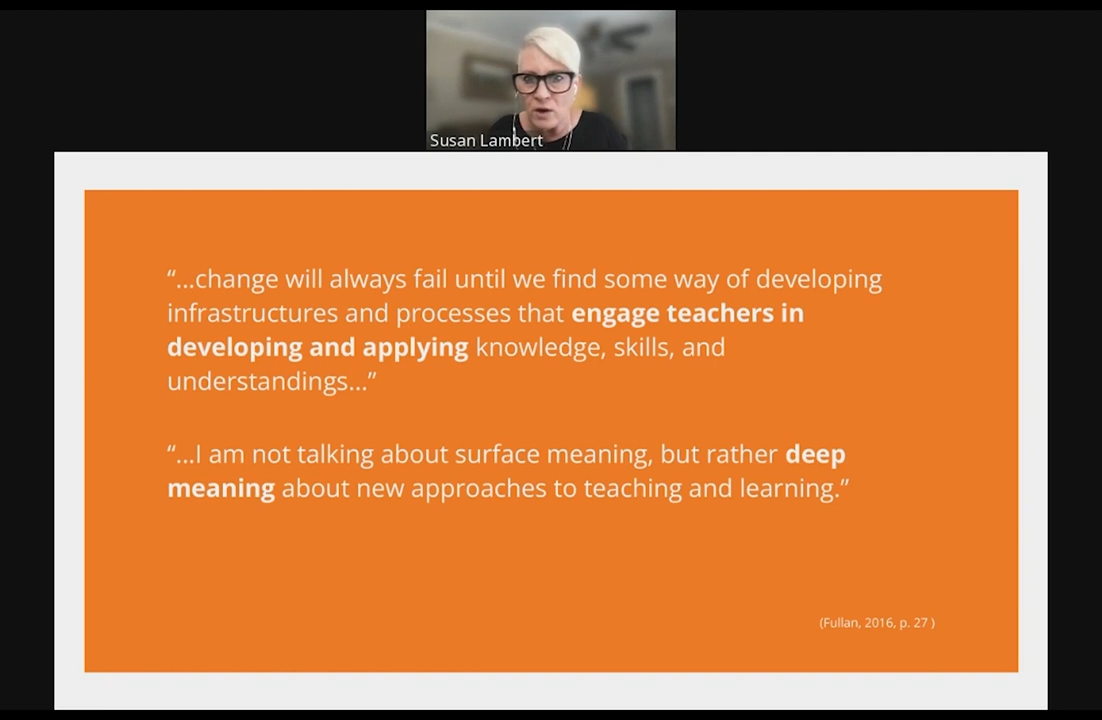 Susan Lambert
“...change will always fail until we find some way of developing
infrastructures and processes that engage teachers in
developing and applying knowledge, skills, and
understandings...”
“...I am not talking about surface meaning, but rather deep
meaning about new approaches to teaching and learning.”
(Fullan, 2016, p. 27 )